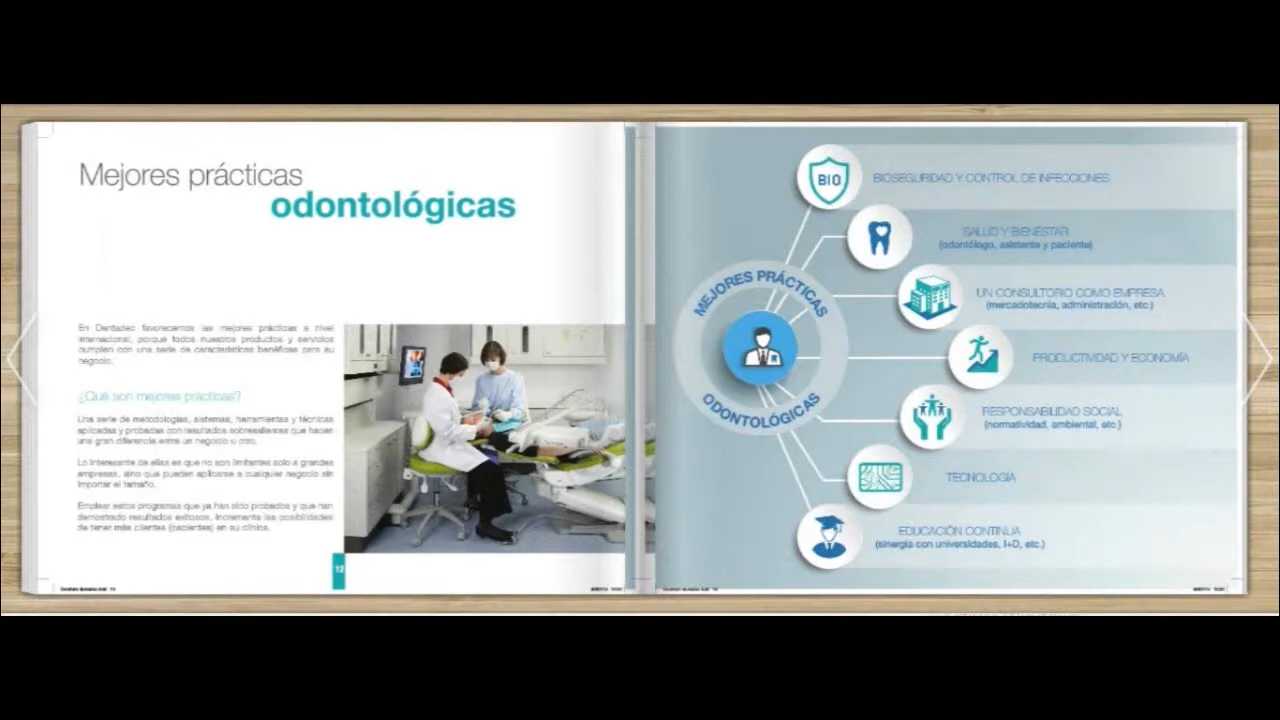 Mejores prácticas
odontológicas
En Dentadec favorecemos las mejores prácticas a nivel
internacional, porque todos nuestros productos y servicios
cumplen con una serie de características benéficas para su
negocio.
¿Qué son mejores prácticas?
Una serie de metodologías, sistemas, herramientas y técnicas
aplicadas y probadas con resultados sobresalientes que hacen
una gran diferencia entre un negocio u otro.
Lo interesante de ellas es que no son limitantes solo a grandes
empresas, sino que pueden aplicarse a cualquier negocio sin
importar el tamaño.
Emplear estos programas que ya han sido probados y que han
demostrado resultados exitosos, incrementa las posibilidades
de tener más clientes (pacientes) en su clínica.
12
MEJORES PRÁCTICAS
ODONTOLÓGICAS
BIO
BIOSEGURIDAD Y CONTROL DE INFECCIONES
SALUD Y BIENESTAR
(odontólogo, asistente y paciente)
UN CONSULTORIO COMO EMPRESA
(mercadotecnia, administración, etc.)
PRODUCTIVIDAD Y ECONOMÍA
RESPONSABILIDAD SOCIAL
(normatividad, ambiental, etc )
TECNOLOGÍA
EDUCACIÓN CONTINUA
(sinergia con universidades, I+D, etc.)